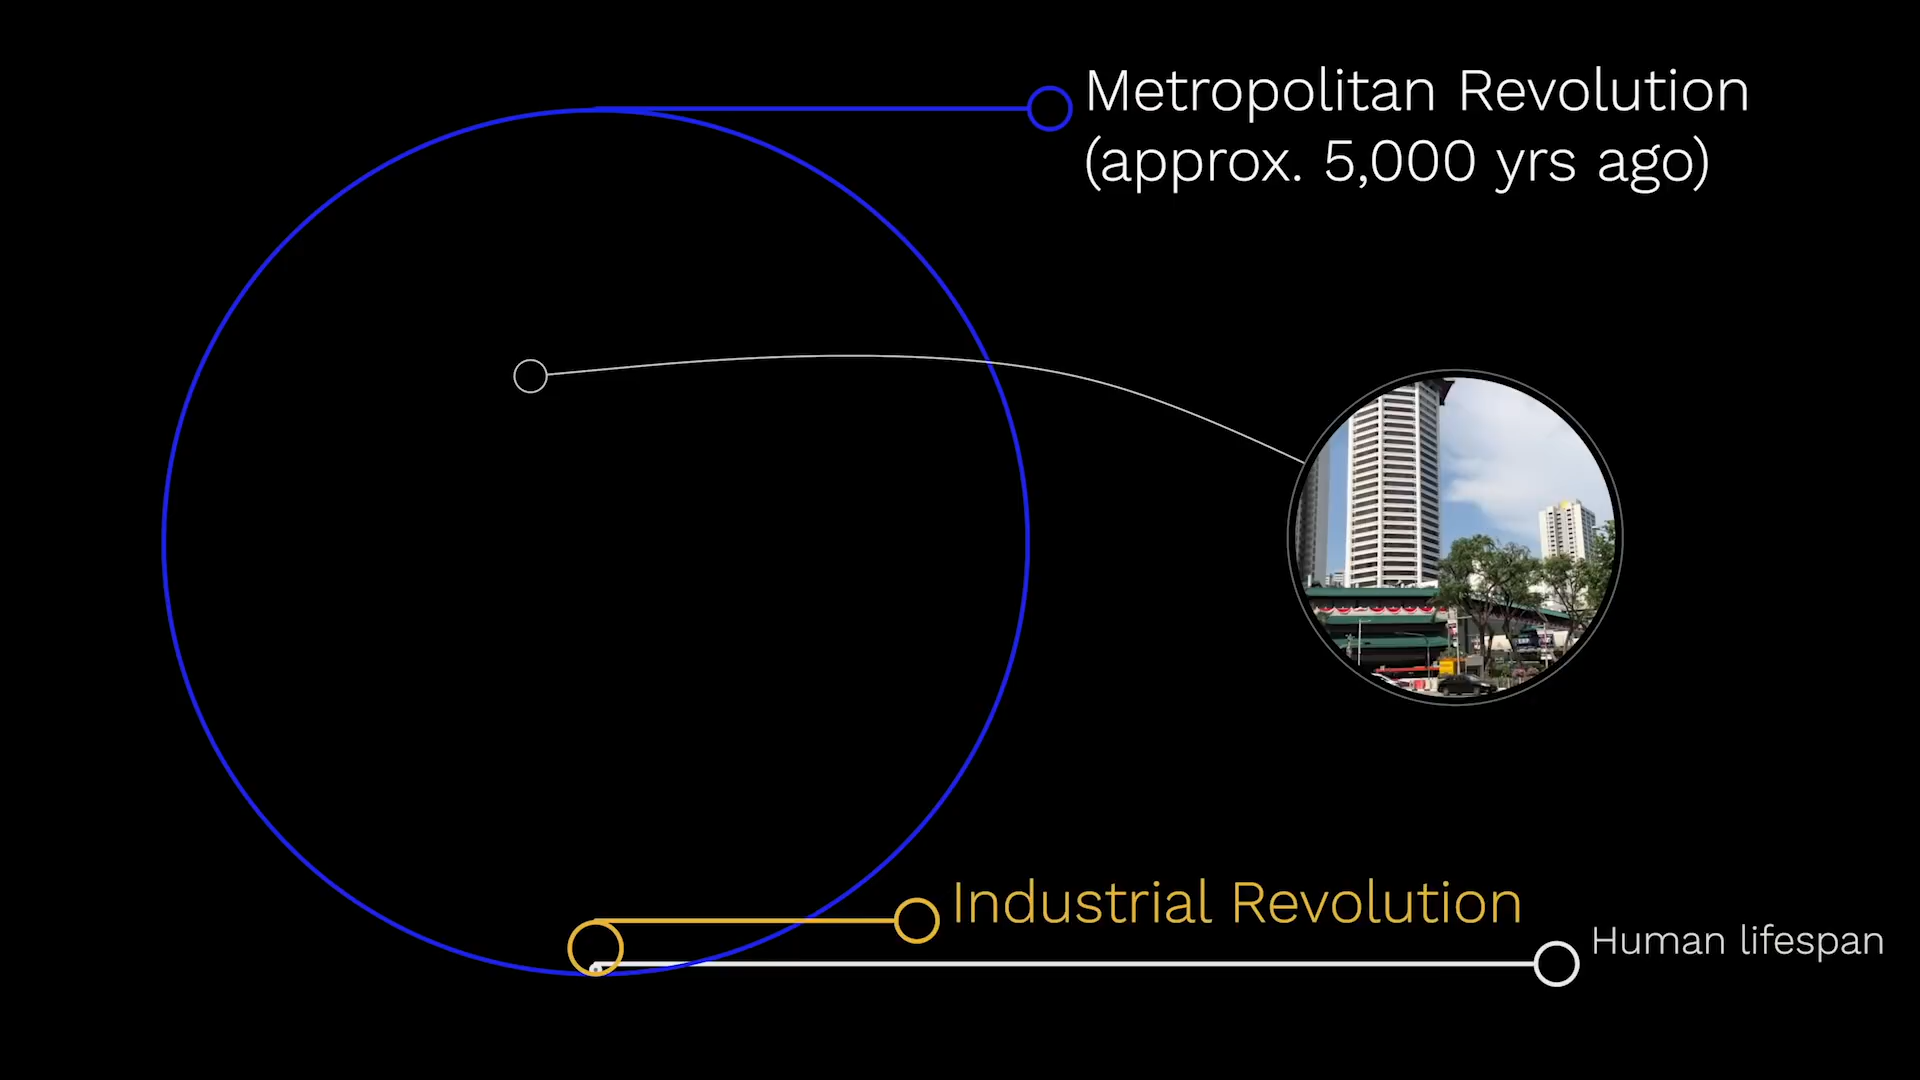 Metropolitan Revolution
(approx. 5,000 yrs ago)
Industrial Revolution
Human lifespan